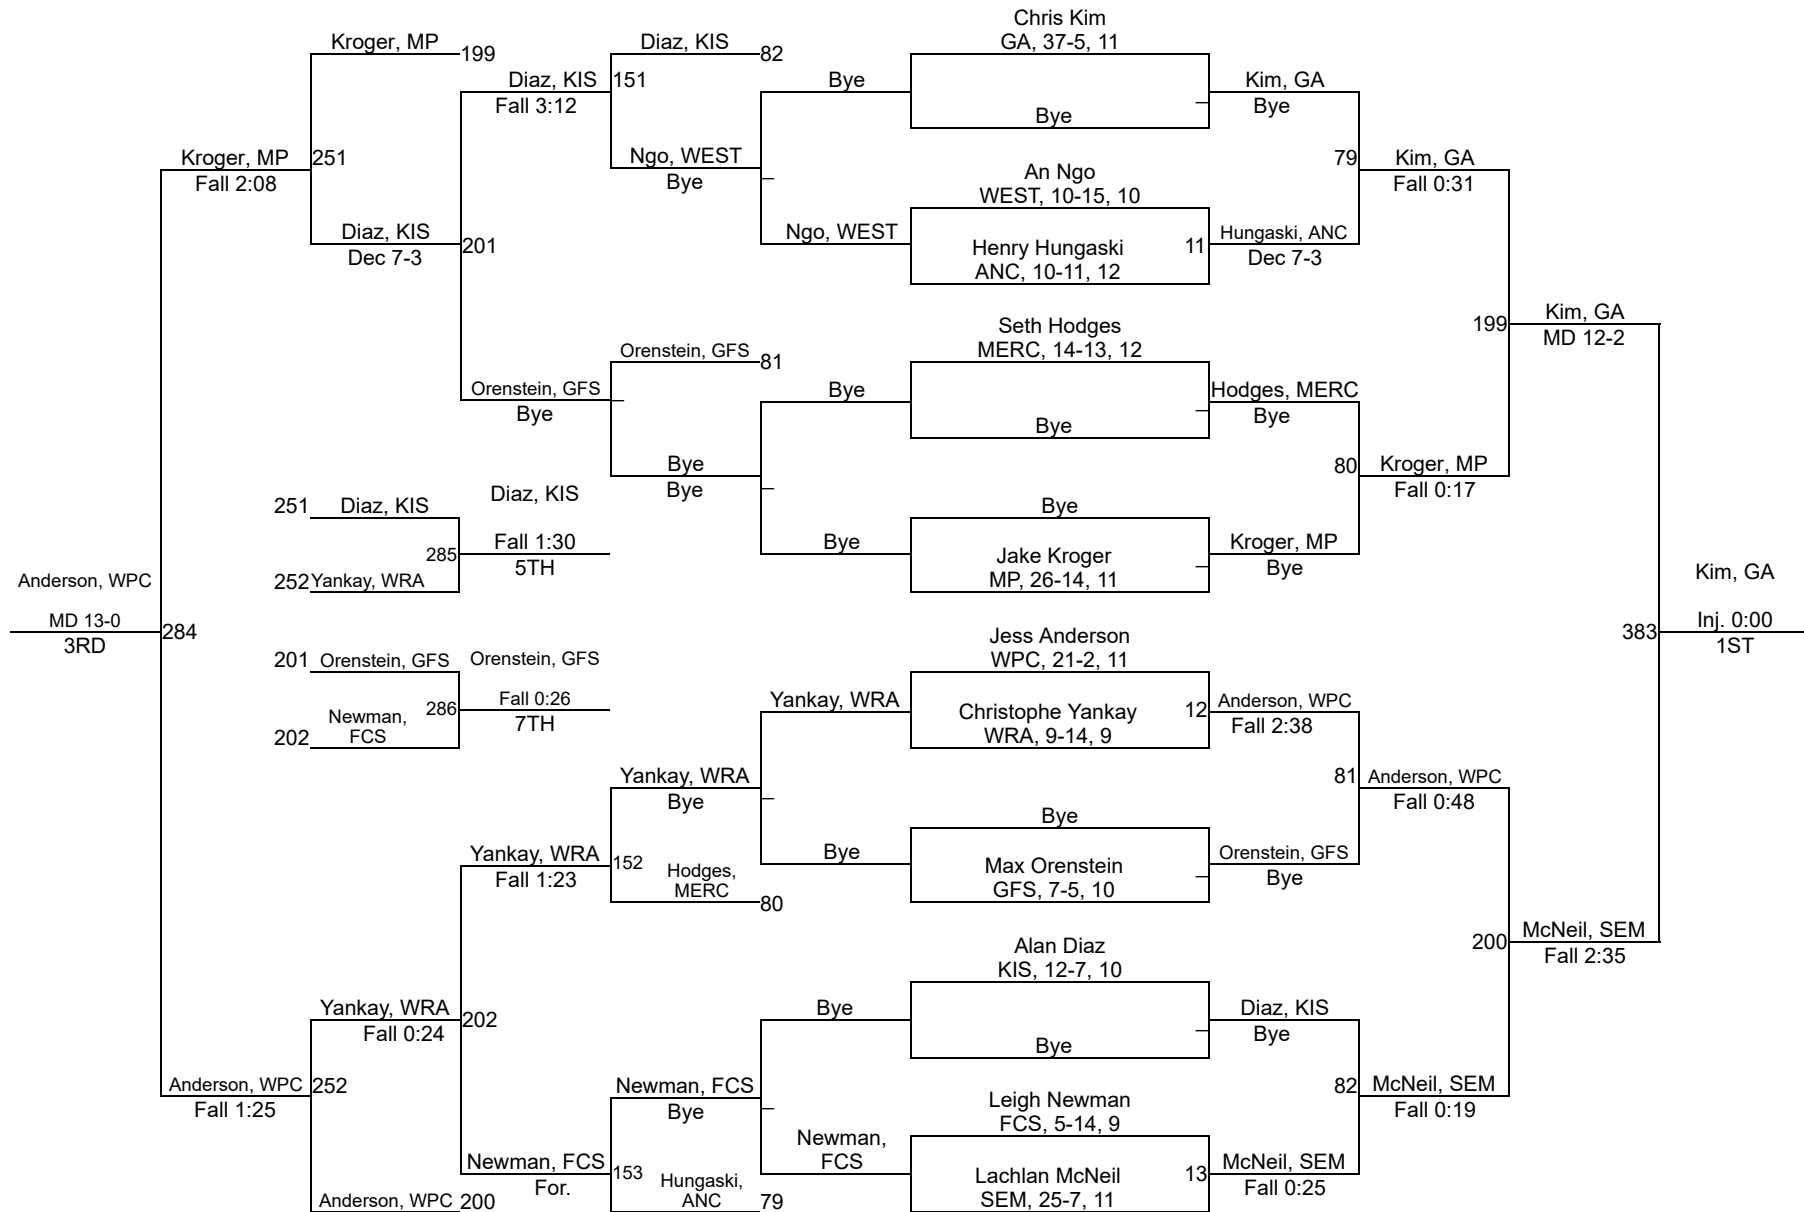 Chris Kim
GA, 37-5, 11
Kroger, MP
199
Diaz, KIS
82
Diaz, KIS
151
Fall 3:12
Bye
Bye
Kim, GA
Bye
Kroger, MP
251
Fall 2:08
Ngo, WEST
Bye
79
Kim, GA
Fall 0:31
An Ngo
WEST, 10-15, 10
Diaz, KIS
201
Dec 7-3
Ngo, WEST
Henry Hungaski
ANC, 10-11, 12
11
Hungaski, ANC
Dec 7-3
Seth Hodges
MERC, 14-13, 12
199
Kim, GA
MD 12-2
Orenstein, GFS
81
Orenstein, GFS
Bye
Bye
Bye
Hodges, MERC
Bye
Bye
Bye
80
Kroger, MP
Fall 0:17
251
Diaz, KIS
Diaz, KIS
285
Fall 1:30
5TH
252
Yankay, WRA
Bye
Bye
Jake Kroger
MP, 26-14, 11
Kroger, MP
Bye
Anderson, WPC
MD 13-0
3RD
284
Kim, GA
383
Inj. 0:00
1ST
201
Orenstein, GFS
Orenstein, GFS
286
Fall 0:26
7TH
202
Newman,
FCS
Jess Anderson
WPC, 21-2, 11
Yankay, WRA
Christophe Yankay
WRA, 9-14, 9
12
Anderson, WPC
Fall 2:38
Yankay, WRA
Bye
81
Anderson, WPC
Fall 0:48
Yankay, WRA
Fall 1:23
152
Hodges,
MERC
80
Bye
Bye
Max Orenstein
GFS, 7-5, 10
Orenstein, GFS
Bye
Alan Diaz
KIS, 12-7, 10
200
McNeil, SEM
Fall 2:35
Yankay, WRA
Fall 0:24
202
Bye
Bye
Diaz, KIS
Bye
Anderson, WPC
252
Fall 1:25
Newman, FCS
Bye
82
McNeil, SEM
Fall 0:19
Leigh Newman
FCS, 5-14, 9
Newman,
FCS
Newman, FCS
For.
153
Hungaski,
ANC
79
Lachlan McNeil
SEM, 25-7, 11
13
McNeil, SEM
Fall 0:25
Anderson, WPC
200